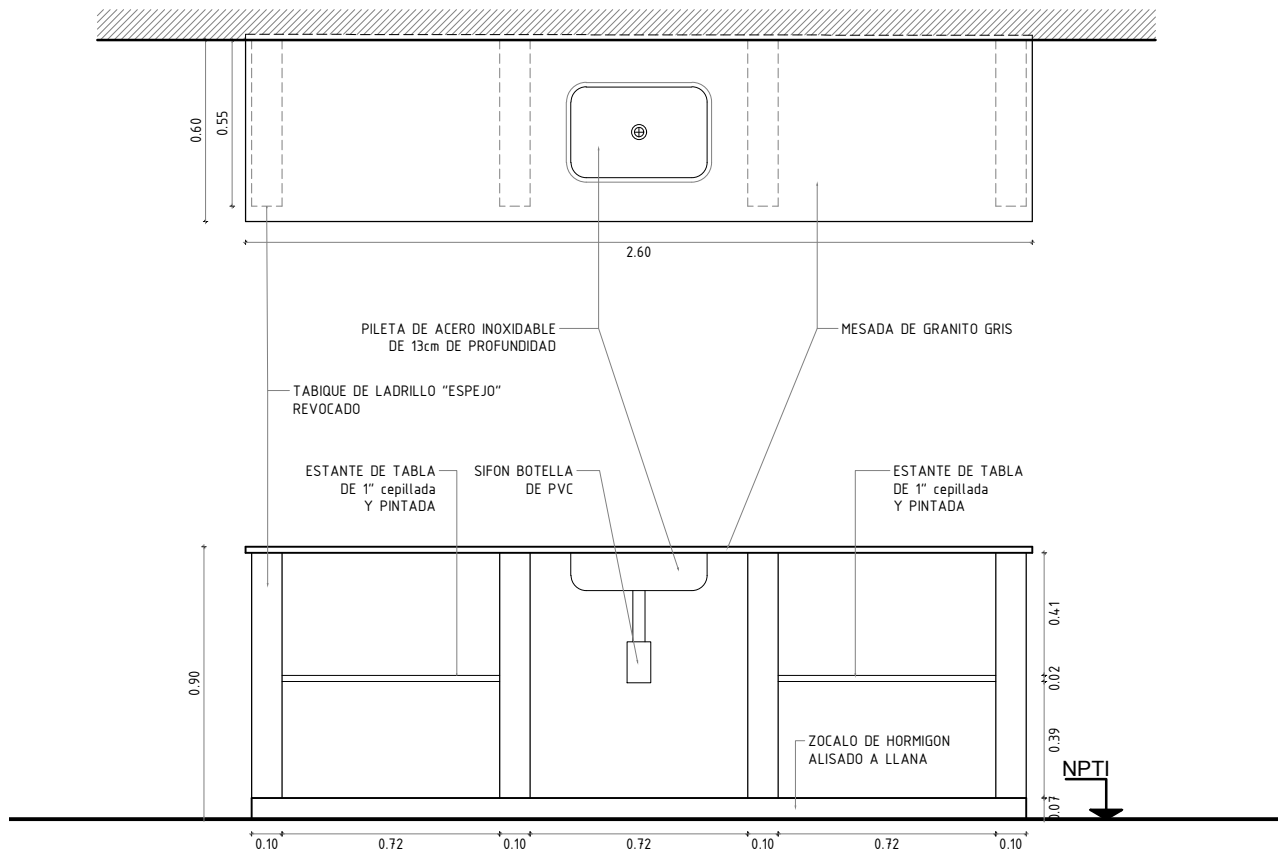 0.60
0.55
2.60
PILETA DE ACERO INOXIDABLE
DE 13cm DE PROFUNDIDAD
MESADA DE GRANITO GRIS
TABIQUE DE LADRILLO "ESPEJO"
REVOCADO
ESTANTE DE TABLA
DE 1" cepillada
Y PINTADA
SIFON BOTELLA
DE PVC
ESTANTE DE TABLA
DE 1" cepillada
Y PINTADA
0.90
0.41
0.02
0.39
0.07
ZOCALO DE HORMIGON
ALISADO A LLANA
NPTI
0.10
0.72
0.10
0.72
0.10
0.72
0.10